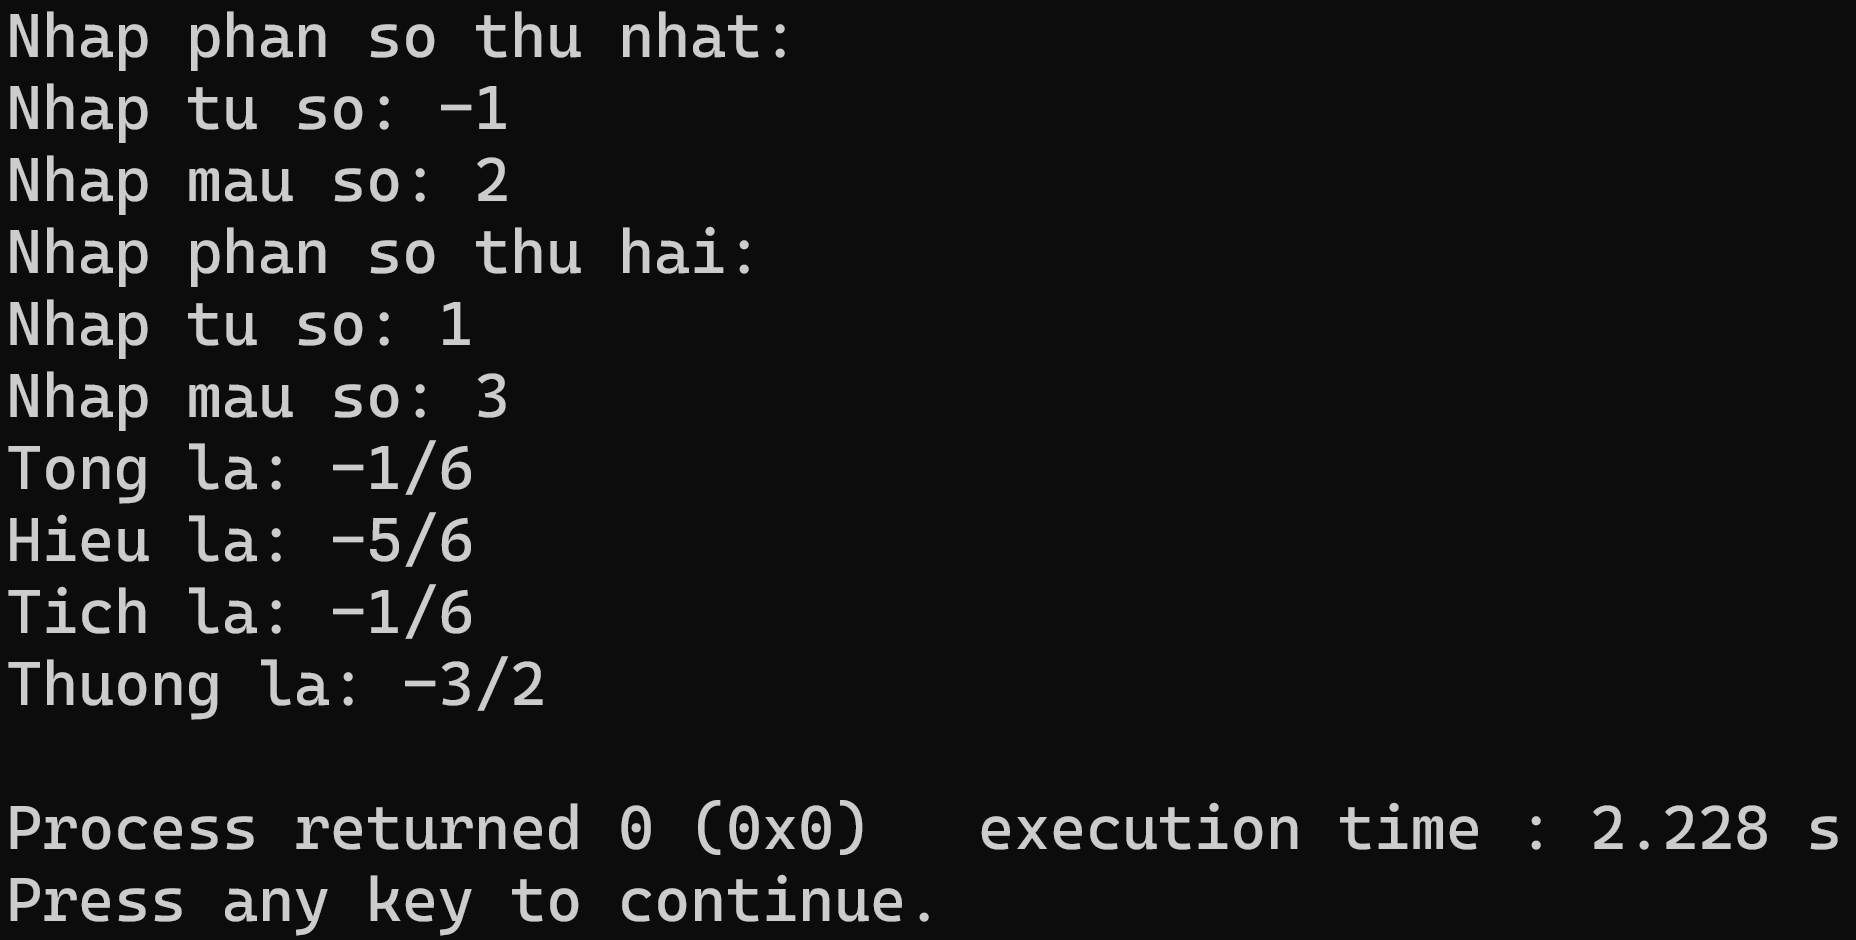 Nhap phan so thu nhat:
Nhap tu so: -1
Nhap mau so: 2
Nhap phan so thu hai:
Nhap tu so: 1
Nhap mau so: 3
Tong la: -1/6
Hieu la: -5/6
Tich la: -1/6
Thuong la: -3/2
Process returned 0 (0x0)   execution time : 2.228 s
Press any key to continue.